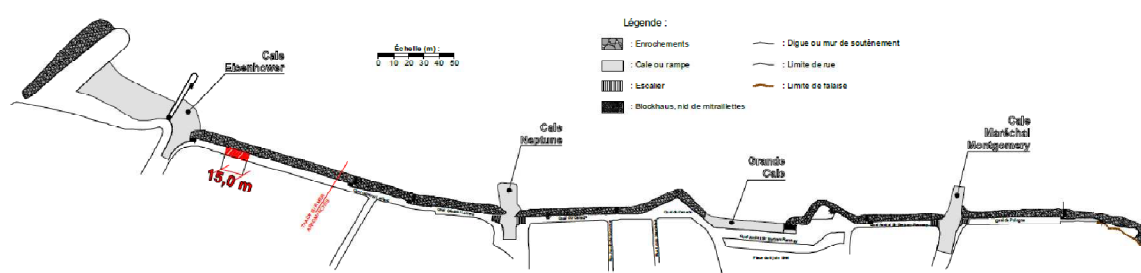 Cale
Eisenhower
Échelle (m) :
0 10 20 30 40 50
Légende :
: Enrochements
: Cale ou rampe
: Escalier
: Blockhaus, nid de mitraillettes
: Digue ou mur de soutènement
: Limite de rue
: Limite de falaise
15,0 m
Cale
Neptune
Grande
Cale
Cale
Maréchal
Montgomery